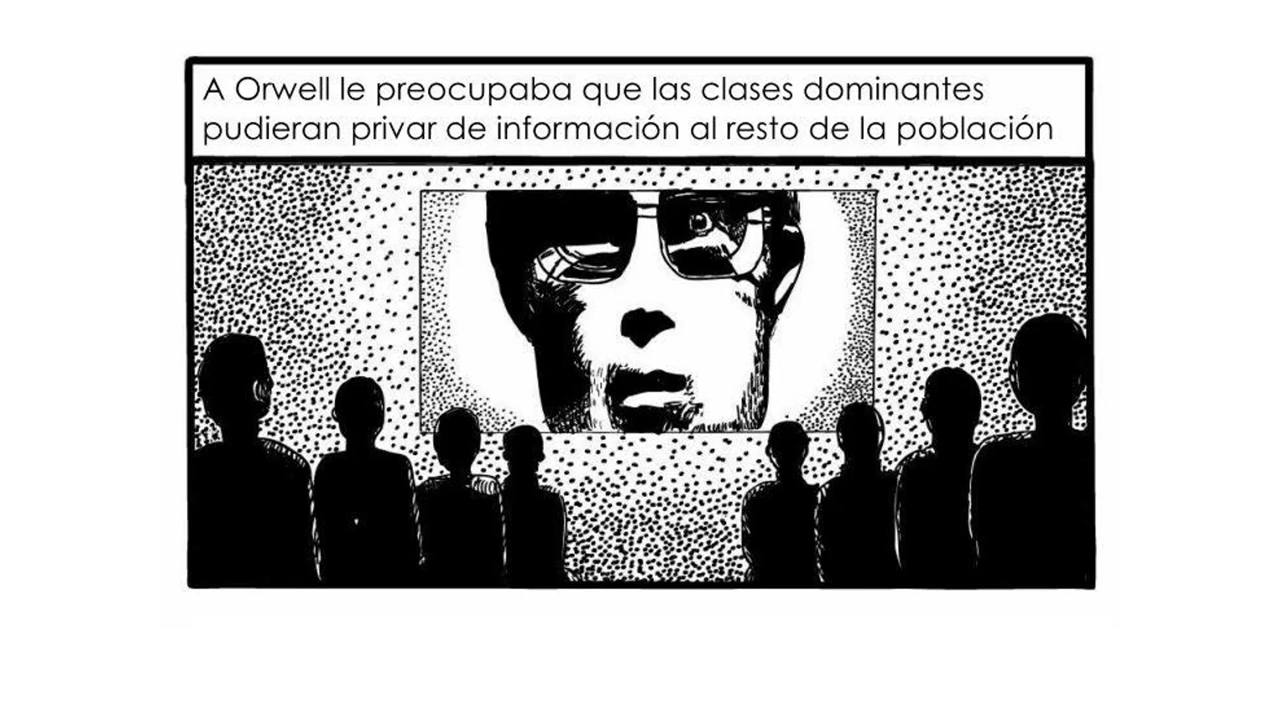 A Orwell le preocupaba que las clases dominantes
pudieran privar de información al resto de la población